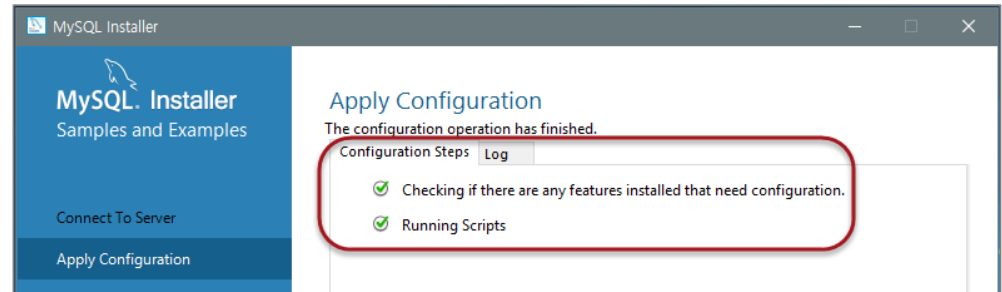 MySQL Installer
MySQL. Installer
Samples and Examples
Connect To Server
Apply Configuration
Apply Configuration
The configuration operation has finished.
Configuration Steps Log
Checking if there are any features installed that need configuration.
Running Scripts